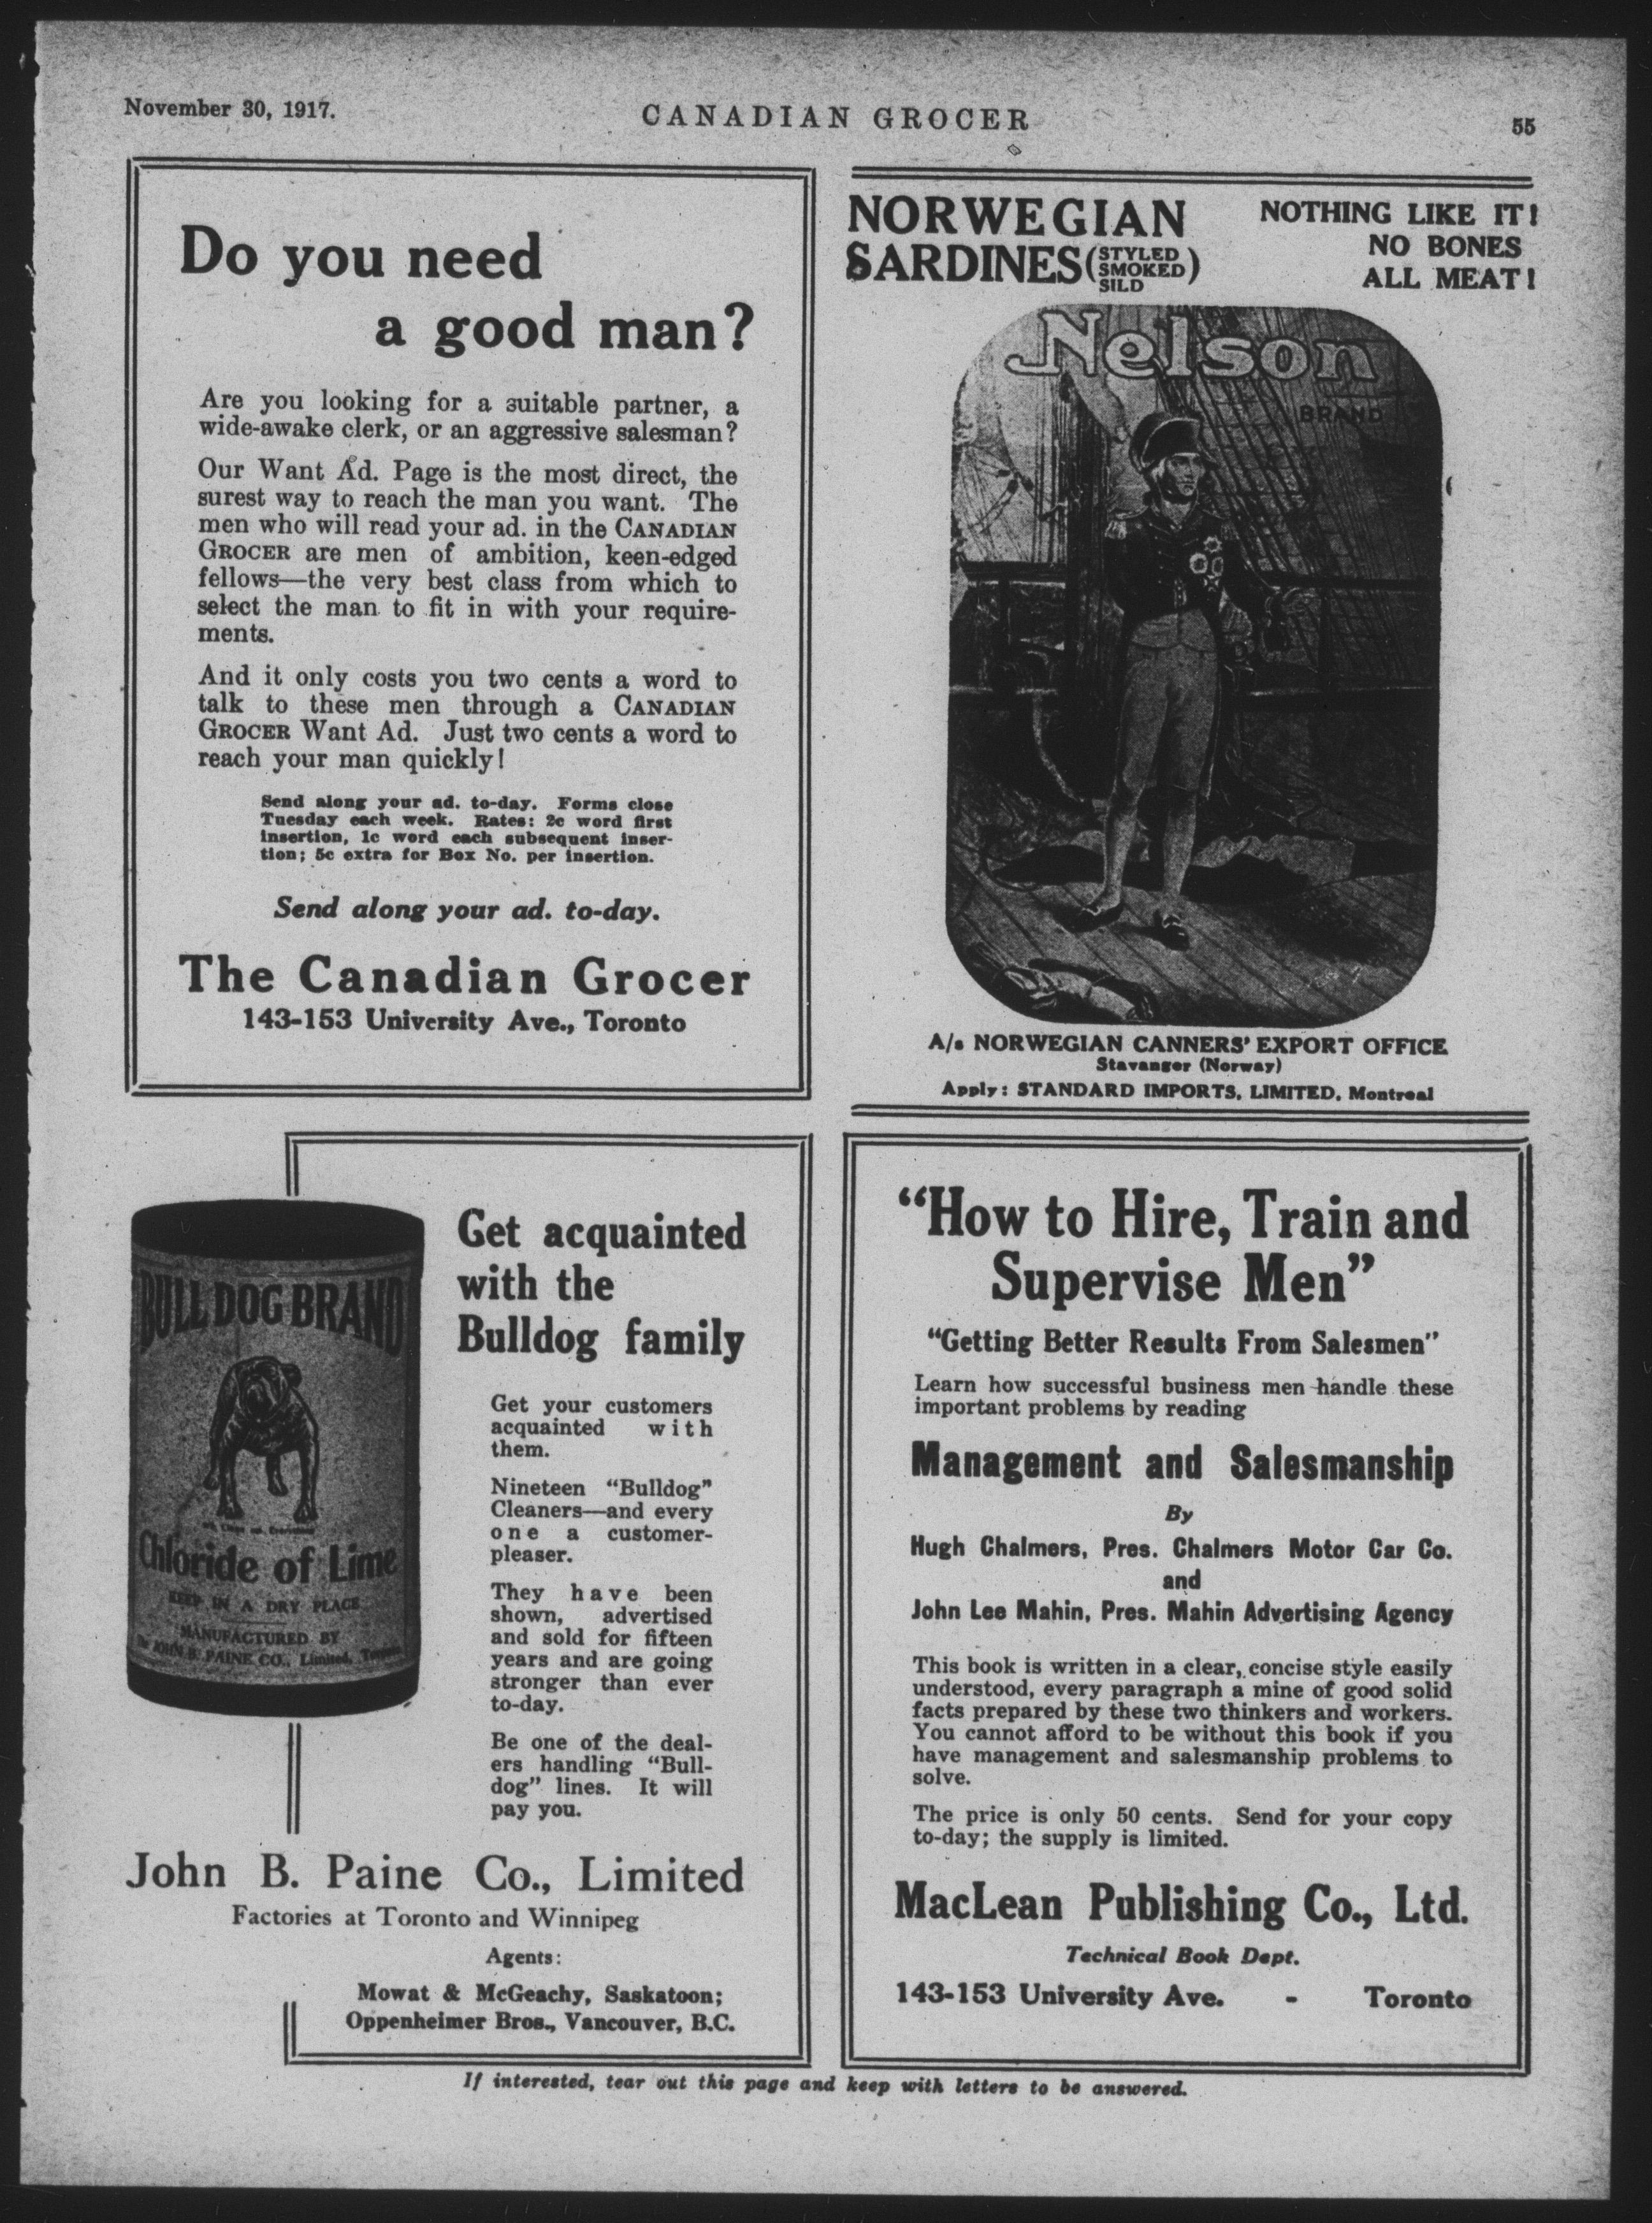 November 30, 1917.
CANADIAN GROCER
55
Do you need
a good man?
Are you looking for a suitable partner, a
wide-awake clerk, or an aggressive salesman?
Our Want Ad. Page is the most direct, the
surest way to reach the man you want. The
men who will read your ad. in the CANADIAN
GROCER are men of ambition, keen-edged
fellows—the very best class from which to
select the man to fit in with your require-
ments.
And it only costs you two cents a word to
talk to these men through a CANADIAN
GROCER Want Ad. Just two cents a word to
reach your man quickly!
Send along your ad. to-day. Forms close
Tuesday each week. Rates: 2c word first
insertion, 1c word each subsequent inser-
tion; 5c extra for Box No. per insertion.
Send along your ad. to-day.
The Canadian Grocer
143-153 University Ave., Toronto
NORWEGIAN
SARDINES (STYLED
SMOKED
SILD)
NOTHING LIKE IT!
NO BONES
ALL MEAT!
Nelson
BRAND
A/s NORWEGIAN CANNERS' EXPORT OFFICE
Stavanger (Norway)
Apply: STANDARD IMPORTS, LIMITED, Montreal
BULL DOG BRAND
Chloride of Lime
KEEP IN A DRY PLACE
MANUFACTURED BY
The JOHN B. PAINE CO., Limited, Toronto
Get acquainted
with the
Bulldog family
Get your customers
acquainted with
them.
Nineteen "Bulldog"
Cleaners—and every
one a customer-
pleaser.
They have been
shown, advertised
and sold for fifteen
years and are going
stronger than ever
to-day.
Be one of the deal-
ers handling "Bull-
dog" lines. It will
pay you.
John B. Paine Co., Limited
Factories at Toronto and Winnipeg
Agents:
Mowat & McGeachy, Saskatoon;
Oppenheimer Bros., Vancouver, B.C.
"How to Hire, Train and
Supervise Men"
"Getting Better Results From Salesmen"
Learn how successful business men handle these
important problems by reading
Management and Salesmanship
By
Hugh Chalmers, Pres. Chalmers Motor Car Co.
and
John Lee Mahin, Pres. Mahin Advertising Agency
This book is written in a clear, concise style easily
understood, every paragraph a mine of good solid
facts prepared by these two thinkers and workers.
You cannot afford to be without this book if you
have management and salesmanship problems to
solve.
The price is only 50 cents. Send for your copy
to-day; the supply is limited.
MacLean Publishing Co., Ltd.
Technical Book Dept.
143-153 University Ave. - Toronto
If interested, tear out this page and keep with letters to be answered.